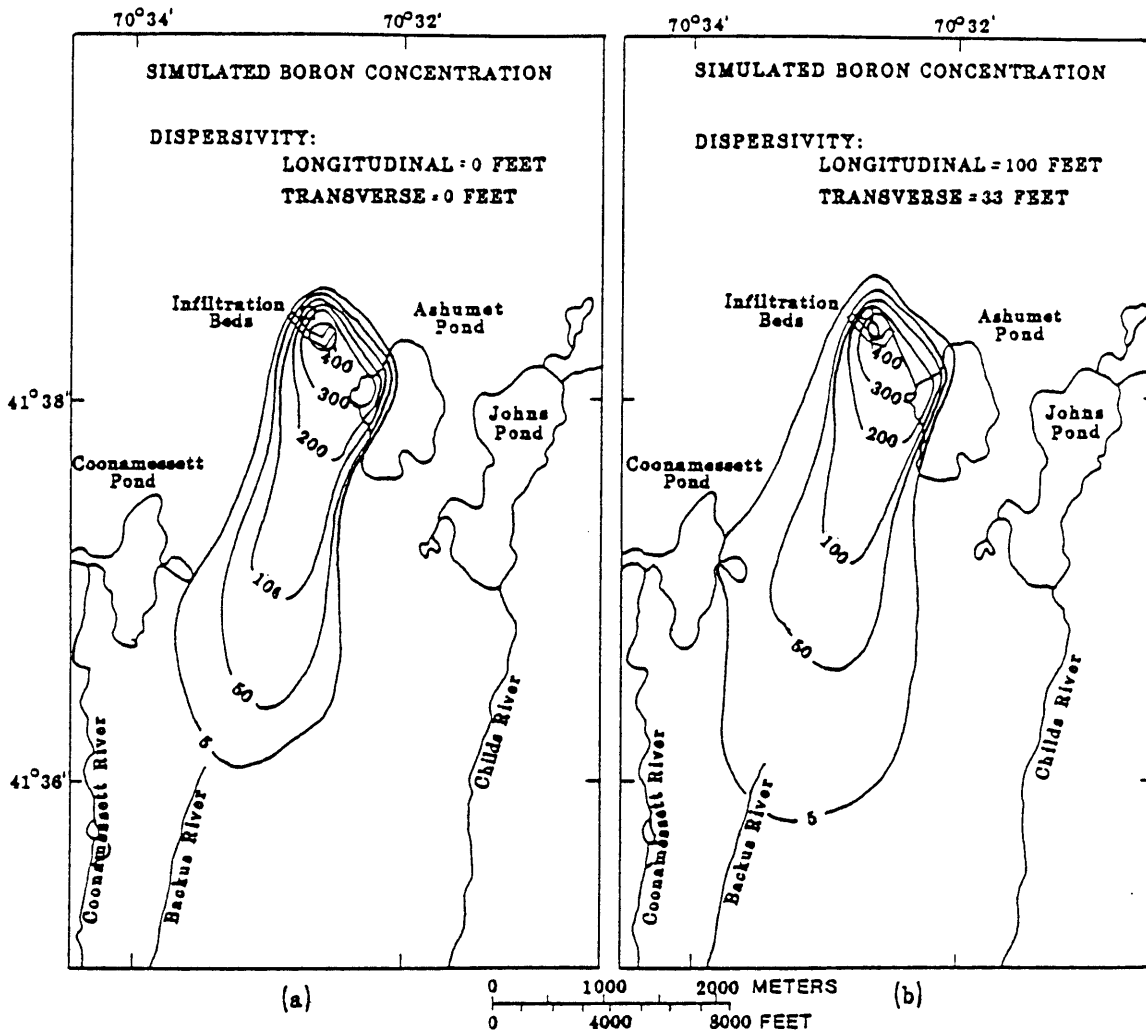 70°34'
70°32'
SIMULATED BORON CONCENTRATION
DISPERSIVITY:
LONGITUDINAL = 0 FEET
TRANSVERSE = 0 FEET
Infiltration
Beds
Ashumet
Pond
400
300
200
41°38'
Johns
Pond
Coonamessett
Pond
106
50
5
41°36'
Coonamessett River
Backus River
Childs River
(a)
70°34'
70°32'
SIMULATED BORON CONCENTRATION
DISPERSIVITY:
LONGITUDINAL = 100 FEET
TRANSVERSE = 33 FEET
Infiltration
Beds
Ashumet
Pond
400
300
200
Johns
Pond
Coonamessett
Pond
100
50
5
Coonamessett River
Backus River
Childs River
(b)
0 1000 2000 METERS
0 4000 8000 FEET